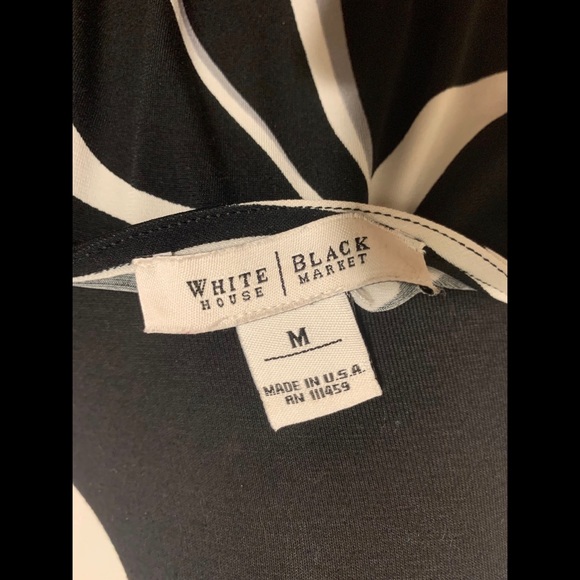 WHITE HOUSE | BLACK MARKET
M
MADE IN U.S.A.
RN 111459